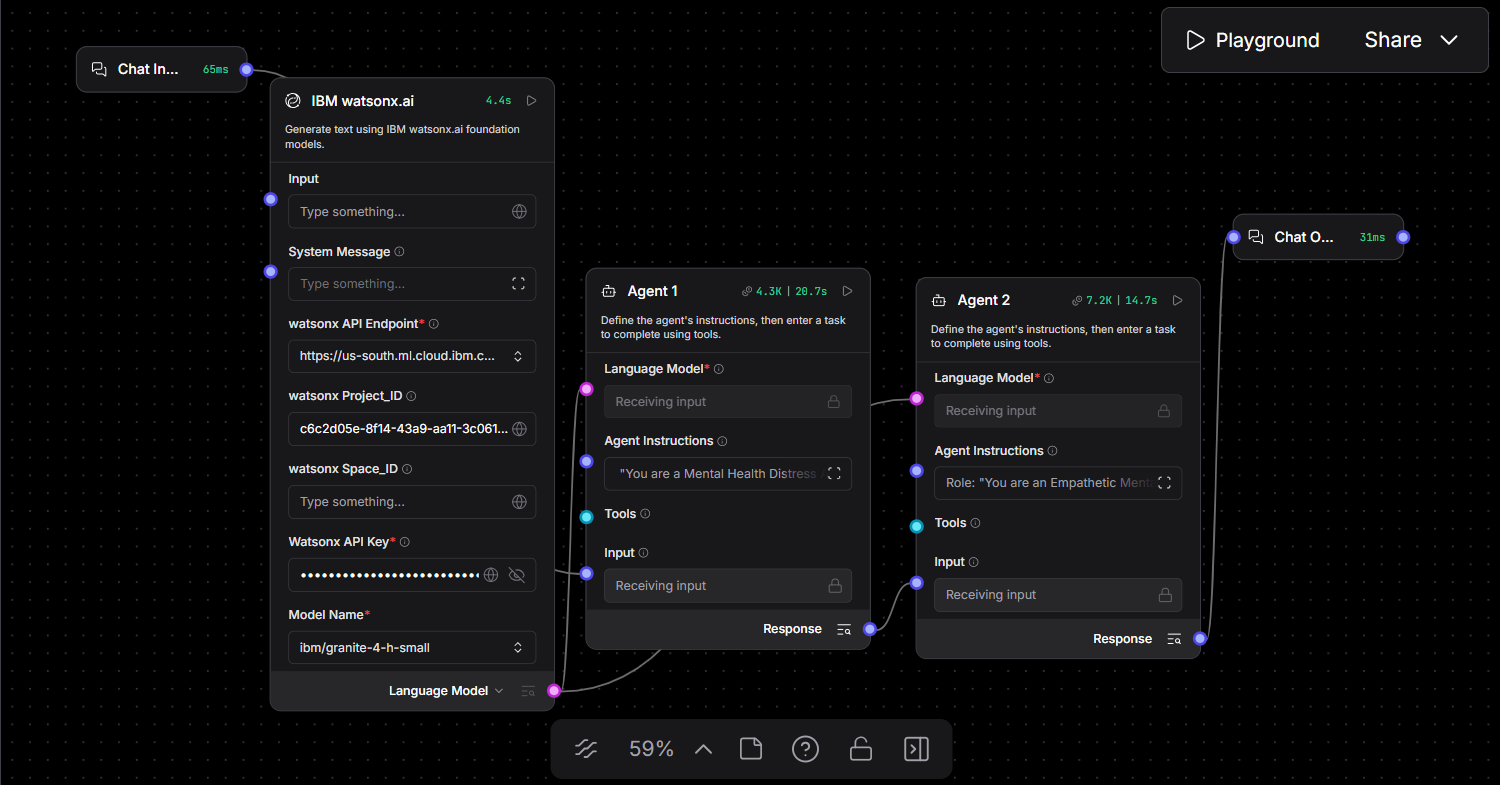 Chat In...
65ms
Playground
Share
IBM watsonx.ai
4.4s
Generate text using IBM watsonx.ai foundation
models.
Input
Type something...
System Message
Type something...
watsonx API Endpoint*
https://us-south.ml.cloud.ibm.c...
watsonx Project_ID
c6c2d05e-8f14-43a9-aa11-3c061...
watsonx Space_ID
Type something...
Watsonx API Key*
••••••••••••••••••••••••••
Model Name*
ibm/granite-4-h-small
Language Model
Agent 1
4.3K | 20.7s
Define the agent's instructions, then enter a task
to complete using tools.
Language Model*
Receiving input
Agent Instructions
"You are a Mental Health Distress
Tools
Input
Receiving input
Response
Agent 2
7.2K | 14.7s
Define the agent's instructions, then enter a task
to complete using tools.
Language Model*
Receiving input
Agent Instructions
Role: "You are an Empathetic Ment
Tools
Input
Receiving input
Response
Chat O...
31ms
59%